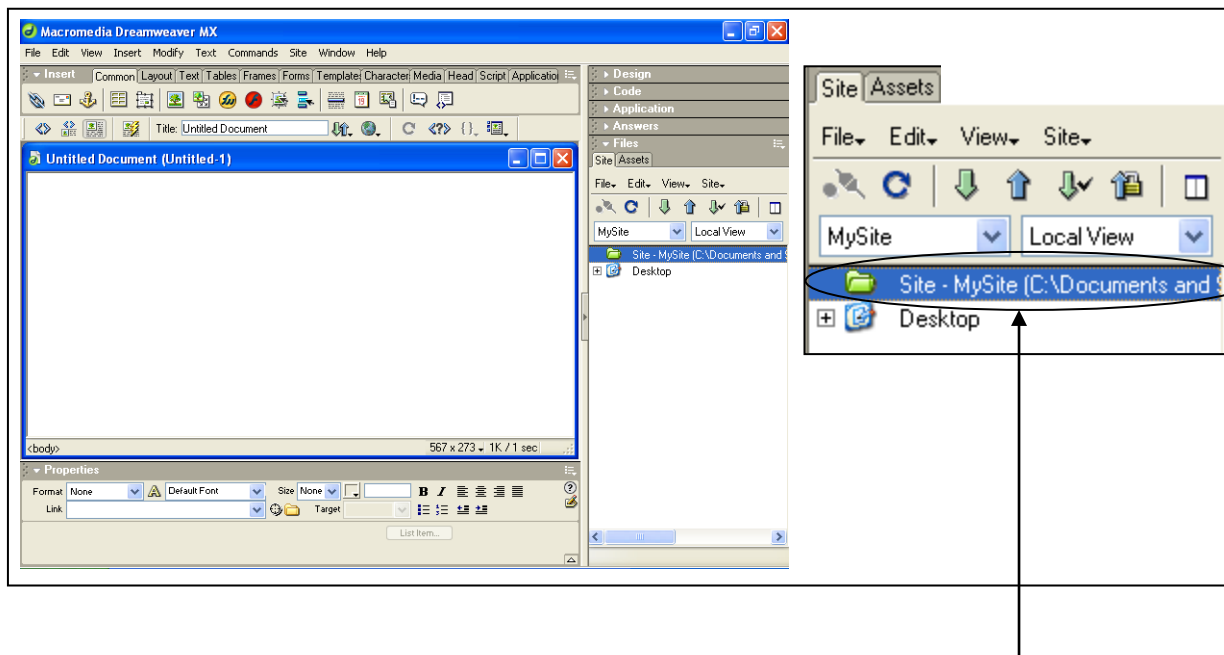 Macromedia Dreamweaver MX
File Edit View Insert Modify Text Commands Site Window Help
Insert Common Layout Text Tables Frames Forms Template Character Media Head Script Applicatio
Title: Untitled Document
Untitled Document (Untitled-1)
<body> 567 x 273 1K / 1 sec
Properties
Format None Default Font Size None B I
Link Target
List Item...
Design
Code
Application
Answers
Files
Site Assets
File Edit View Site
MySite Local View
Site - MySite (C:\Documents and S
Desktop
Site Assets
File Edit View Site
MySite Local View
Site - MySite (C:\Documents and S
Desktop